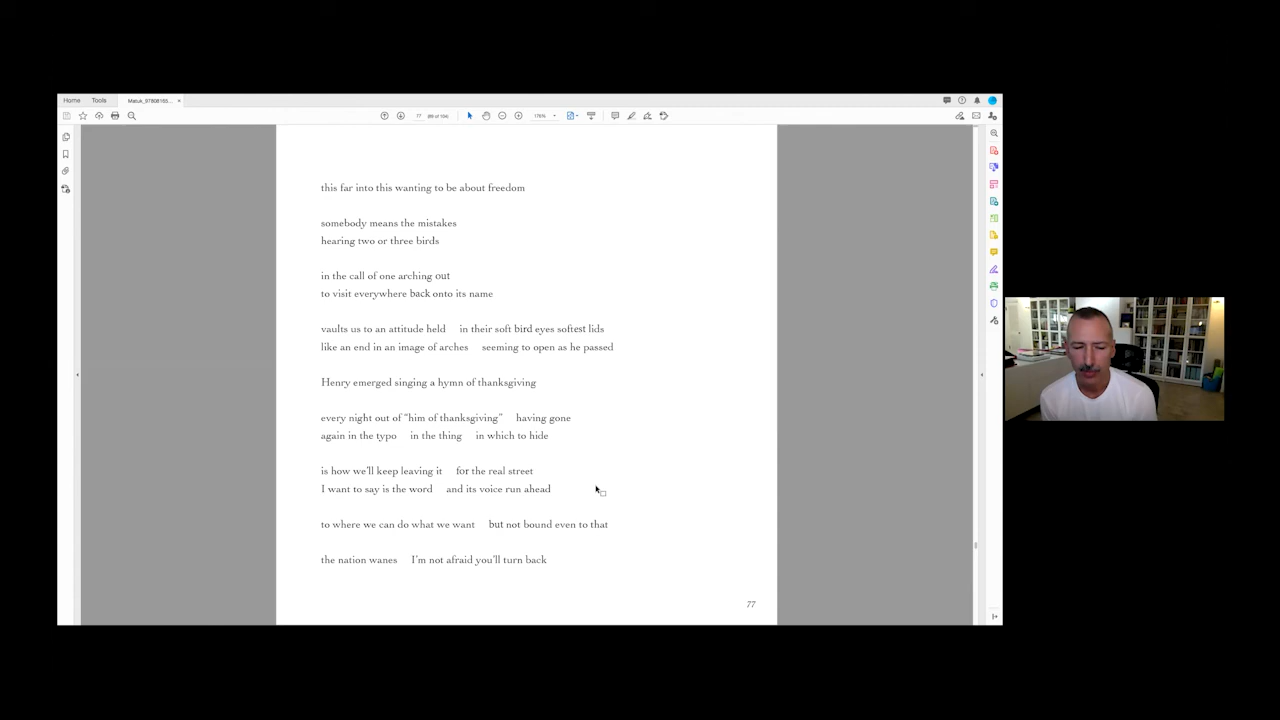 Home Tools Matuk_97808165...
77 (89 of 104) 176%
this far into this wanting to be about freedom
somebody means the mistakes
hearing two or three birds
in the call of one arching out
to visit everywhere back onto its name
vaults us to an attitude held in their soft bird eyes softest lids
like an end in an image of arches seeming to open as he passed
Henry emerged singing a hymn of thanksgiving
every night out of “him of thanksgiving” having gone
again in the typo in the thing in which to hide
is how we’ll keep leaving it for the real street
I want to say is the word and its voice run ahead
to where we can do what we want but not bound even to that
the nation wanes I’m not afraid you’ll turn back
77